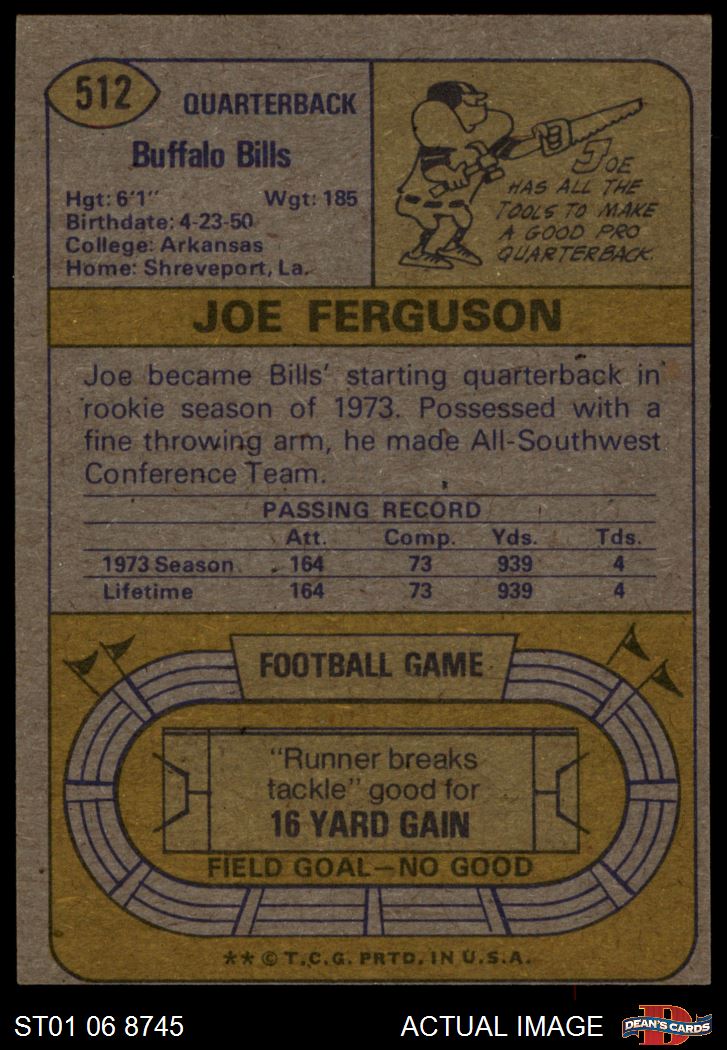 512
QUARTERBACK
Buffalo Bills
Hgt: 6'1" Wgt: 185
Birthdate: 4-23-50
College: Arkansas
Home: Shreveport, La.
JOE
HAS ALL THE
TOOLS TO MAKE
A GOOD PRO
QUARTERBACK.
JOE FERGUSON
Joe became Bills' starting quarterback in
rookie season of 1973. Possessed with a
fine throwing arm, he made All-Southwest
Conference Team.
PASSING RECORD
Att. Comp. Yds. Tds.
1973 Season 164 73 939 4
Lifetime 164 73 939 4
FOOTBALL GAME
"Runner breaks
tackle" good for
16 YARD GAIN
FIELD GOAL—NO GOOD
** © T.C.G. PRTD. IN U.S.A.
ST01 06 8745 ACTUAL IMAGE
D
DEAN'S CARDS